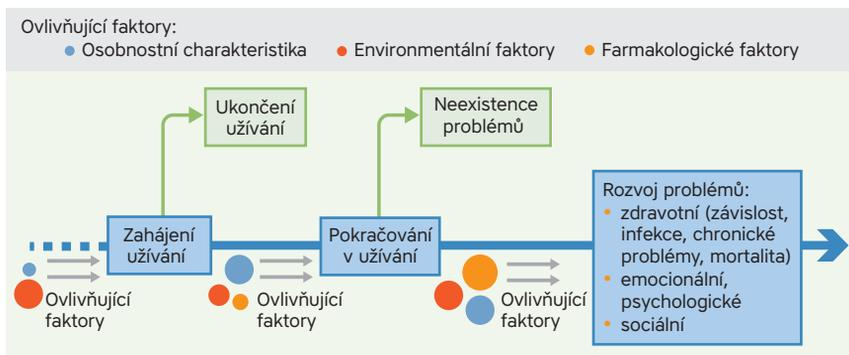 Ovlivňující faktory:
Osobnostní charakteristika Environmentální faktory Farmakologické faktory
Ukončení
užívání
Neexistence
problémů
Zahájení
užívání
Pokračování
v užívání
Rozvoj problémů:
• zdravotní (závislost,
infekce, chronické
problémy, mortalita)
• emocionální,
psychologické
• sociální
Ovlivňující
faktory
Ovlivňující
faktory
Ovlivňující
faktory